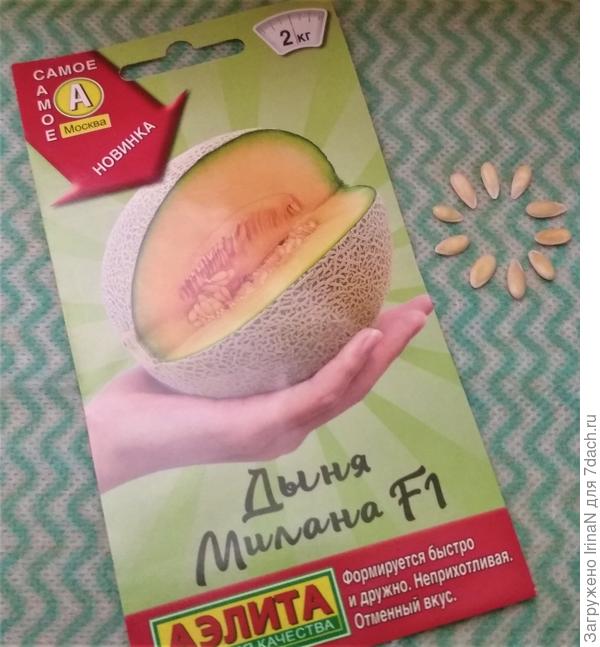 САМОЕ
САМОЕ
А
Москва
НОВИНКА
2 кг
Дыня
Милана F1
Формируется быстро
и дружно. Неприхотливая.
Отменный вкус.
АЭЛИТА
КАЧЕСТВА
Загружено IrinaN для 7dach.ru